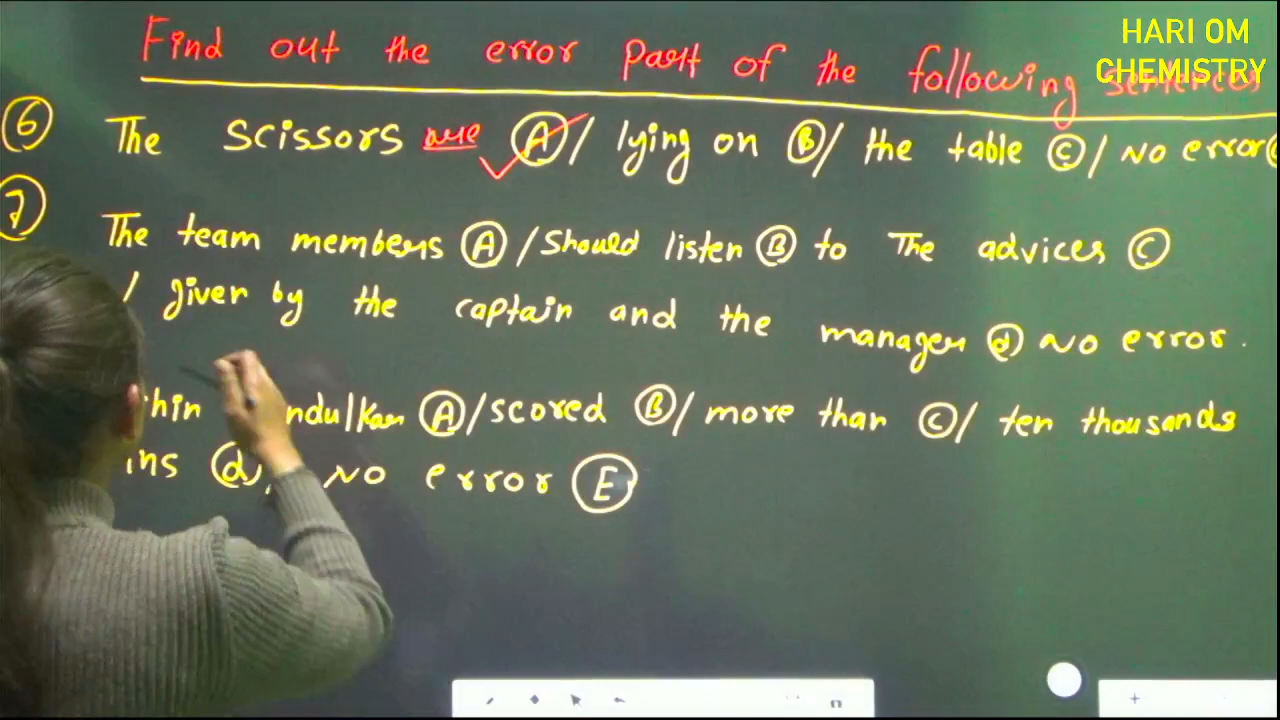 HARI OM
CHEMISTRY
Find out the error part of the following sentences
6 The scissors are A/ lying on B/ the table C/ No error
7 The team members A /should listen B to The advices C
/ given by the captain and the manager d No error.
A/scored B/ more than C/ ten thousands
d, No error E